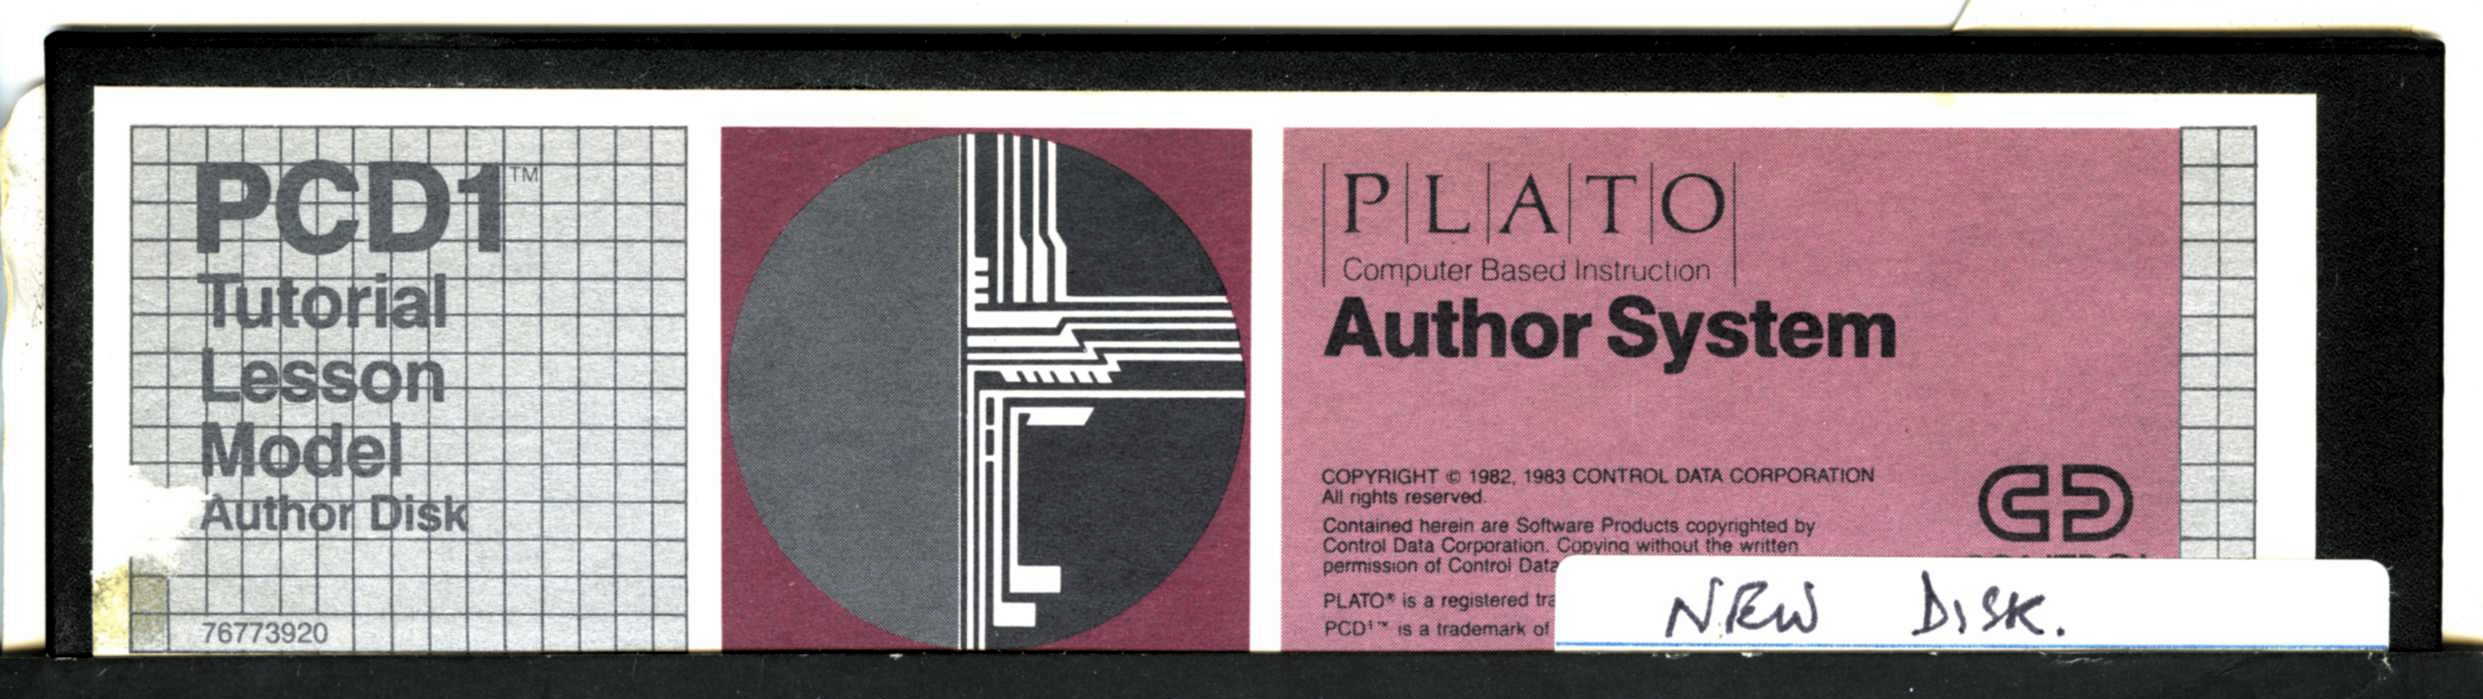 PCD1™
Tutorial
Lesson
Model
Author Disk
76773920
PLATO
Computer Based Instruction
Author System
COPYRIGHT © 1982, 1983 CONTROL DATA CORPORATION
All rights reserved.
Contained herein are Software Products copyrighted by
Control Data Corporation. Copying without the written
permission of Control Data
PLATO® is a registered
PCD1™ is a trademark of
NEW DISK.